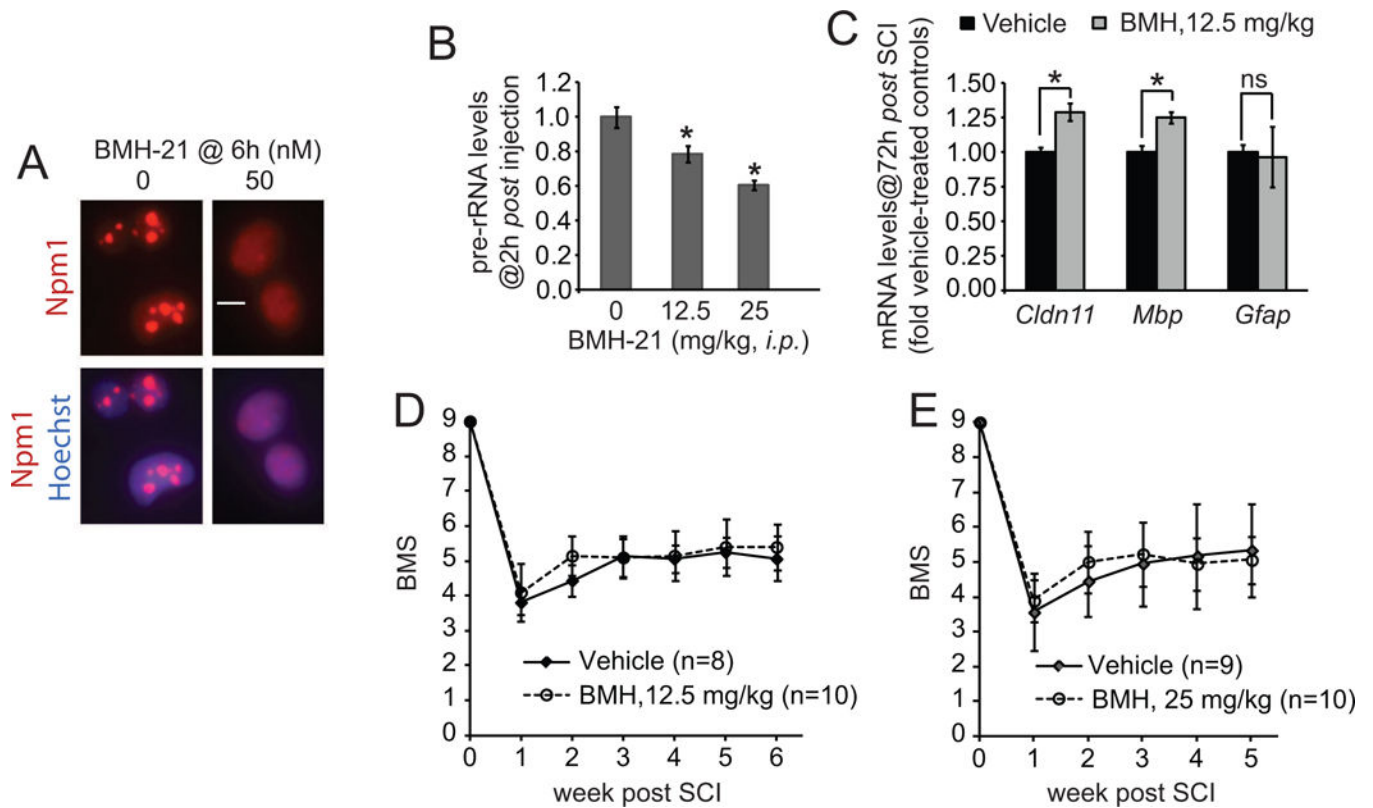 A
BMH-21 @ 6h (nM)
0 50
Npm1
Npm1
Hoechst
B
pre-rRNA levels
@2h post injection
1.2
1.0
0.8
0.6
0.4
0.2
0.0
* *
0 12.5 25
BMH-21 (mg/kg, i.p.)
C
Vehicle BMH,12.5 mg/kg
mRNA levels@72h post SCI
(fold vehicle-treated controls)
1.50
1.25
1.00
0.75
0.50
0.25
0.00
* * ns
Cldn11 Mbp Gfap
D
BMS
9
8
7
6
5
4
3
2
1
0
Vehicle (n=8)
BMH,12.5 mg/kg (n=10)
0 1 2 3 4 5 6
week post SCI
E
BMS
9
8
7
6
5
4
3
2
1
0
Vehicle (n=9)
BMH, 25 mg/kg (n=10)
0 1 2 3 4 5
week post SCI